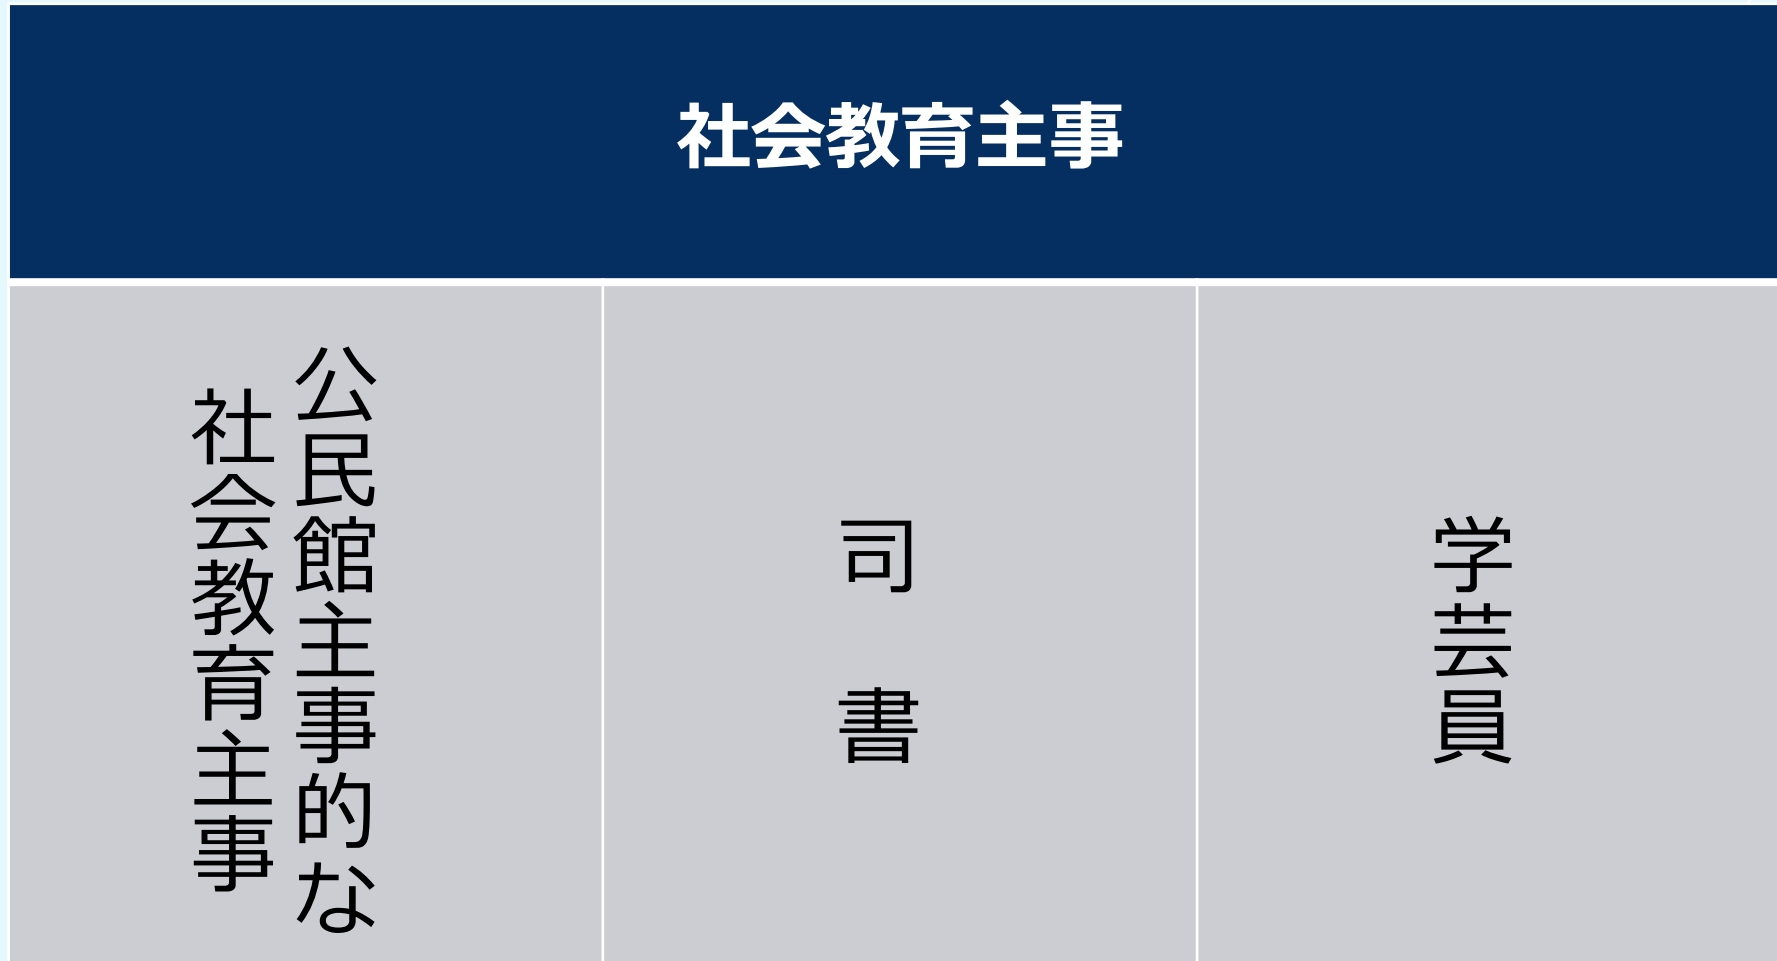 社会教育主事
公民館主事的な
社会教育主事
司　書
学芸員